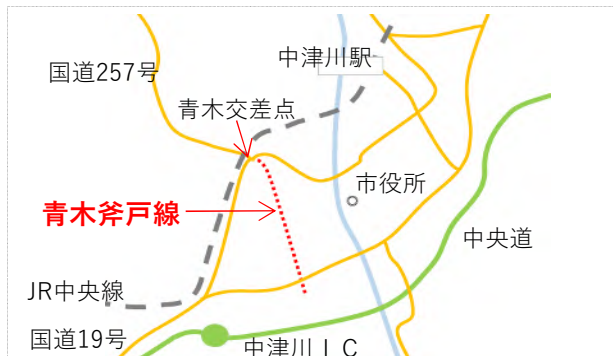 国道257号
中津川駅
青木交差点
市役所
青木斧戸線
中央道
JR中央線
国道19号
中津川ＩＣ